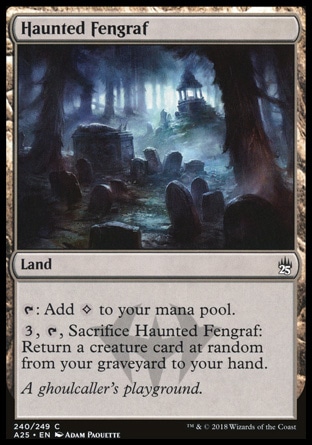 Haunted Fengraf
Land
25
: Add to your mana pool.
3, , Sacrifice Haunted Fengraf:
Return a creature card at random
from your graveyard to your hand.
A ghoulcaller's playground.
240/249 C
A25 • EN Adam Paquette
™ & © 2018 Wizards of the Coast